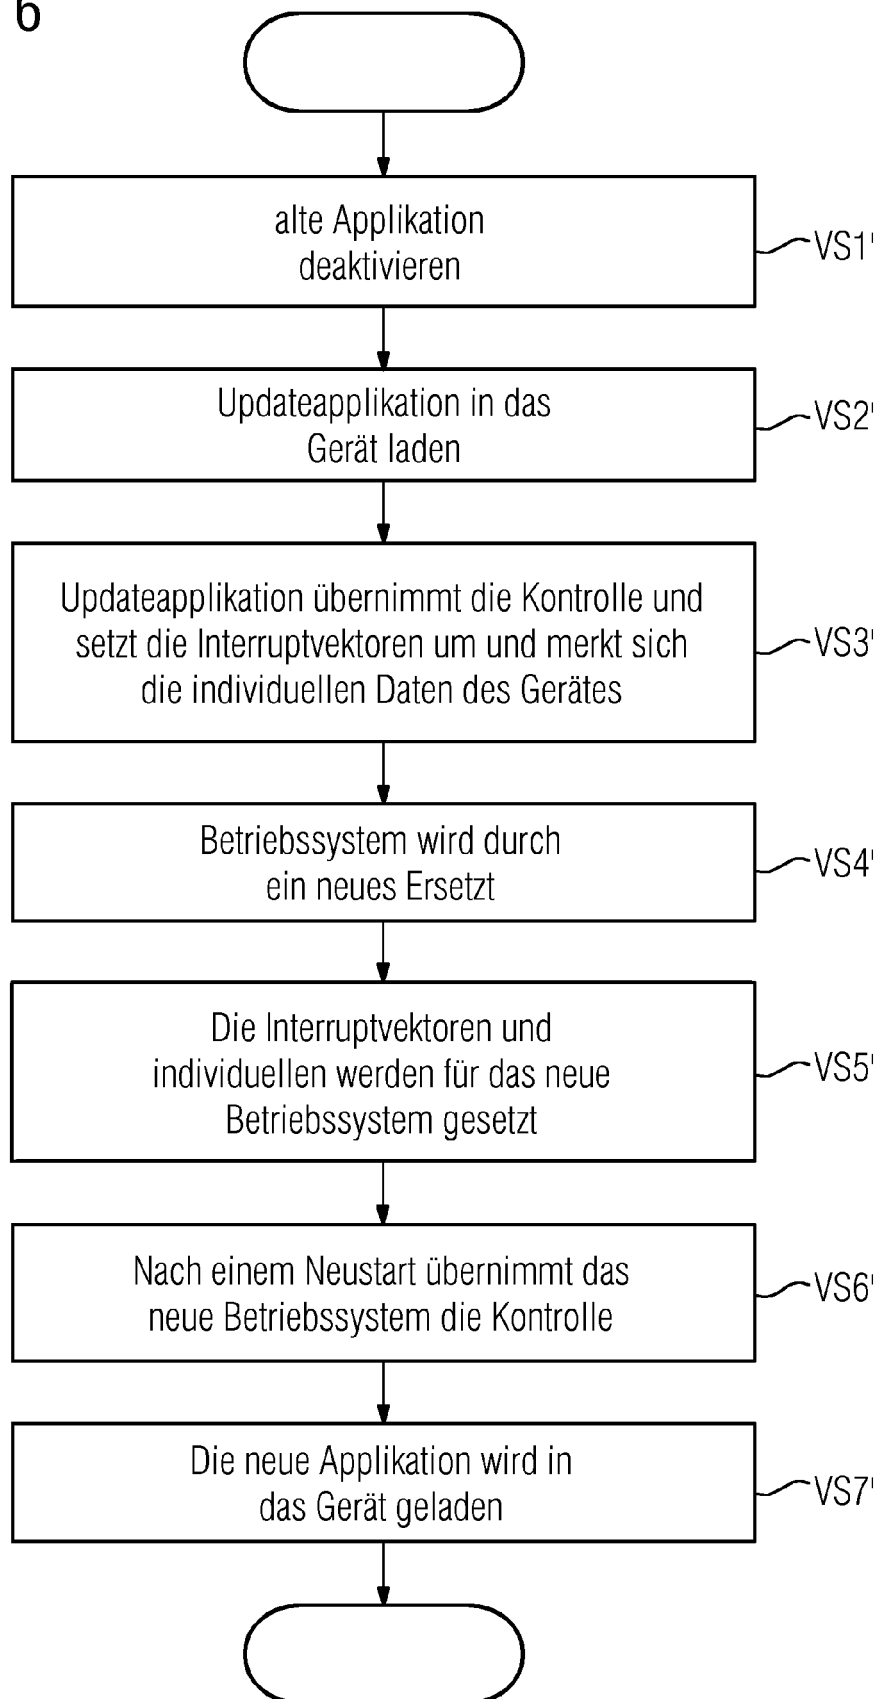 6
alte Applikation
deaktivieren
VS1'
Updateapplikation in das
Gerät laden
VS2'
Updateapplikation übernimmt die Kontrolle und
setzt die Interruptvektoren um und merkt sich
die individuellen Daten des Gerätes
VS3'
Betriebssystem wird durch
ein neues Ersetzt
VS4'
Die Interruptvektoren und
individuellen werden für das neue
Betriebssystem gesetzt
VS5'
Nach einem Neustart übernimmt das
neue Betriebssystem die Kontrolle
VS6'
Die neue Applikation wird in
das Gerät geladen
VS7'